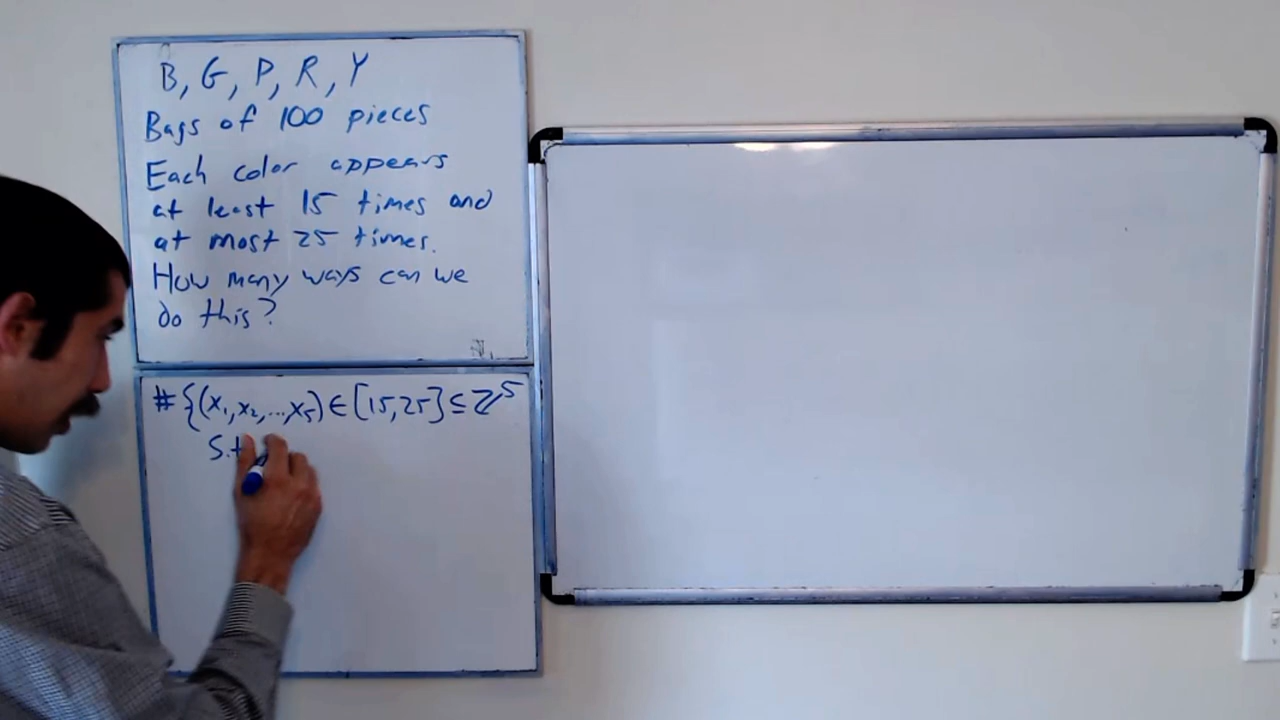 B, G, P, R, Y
Bags of 100 pieces
Each color appears
at least 15 times and
at most 25 times.
How many ways can we
do this?
#{(x₁,x₂,...,x₅) ∈ [15,25] ⊆ ℤ⁵
s.t